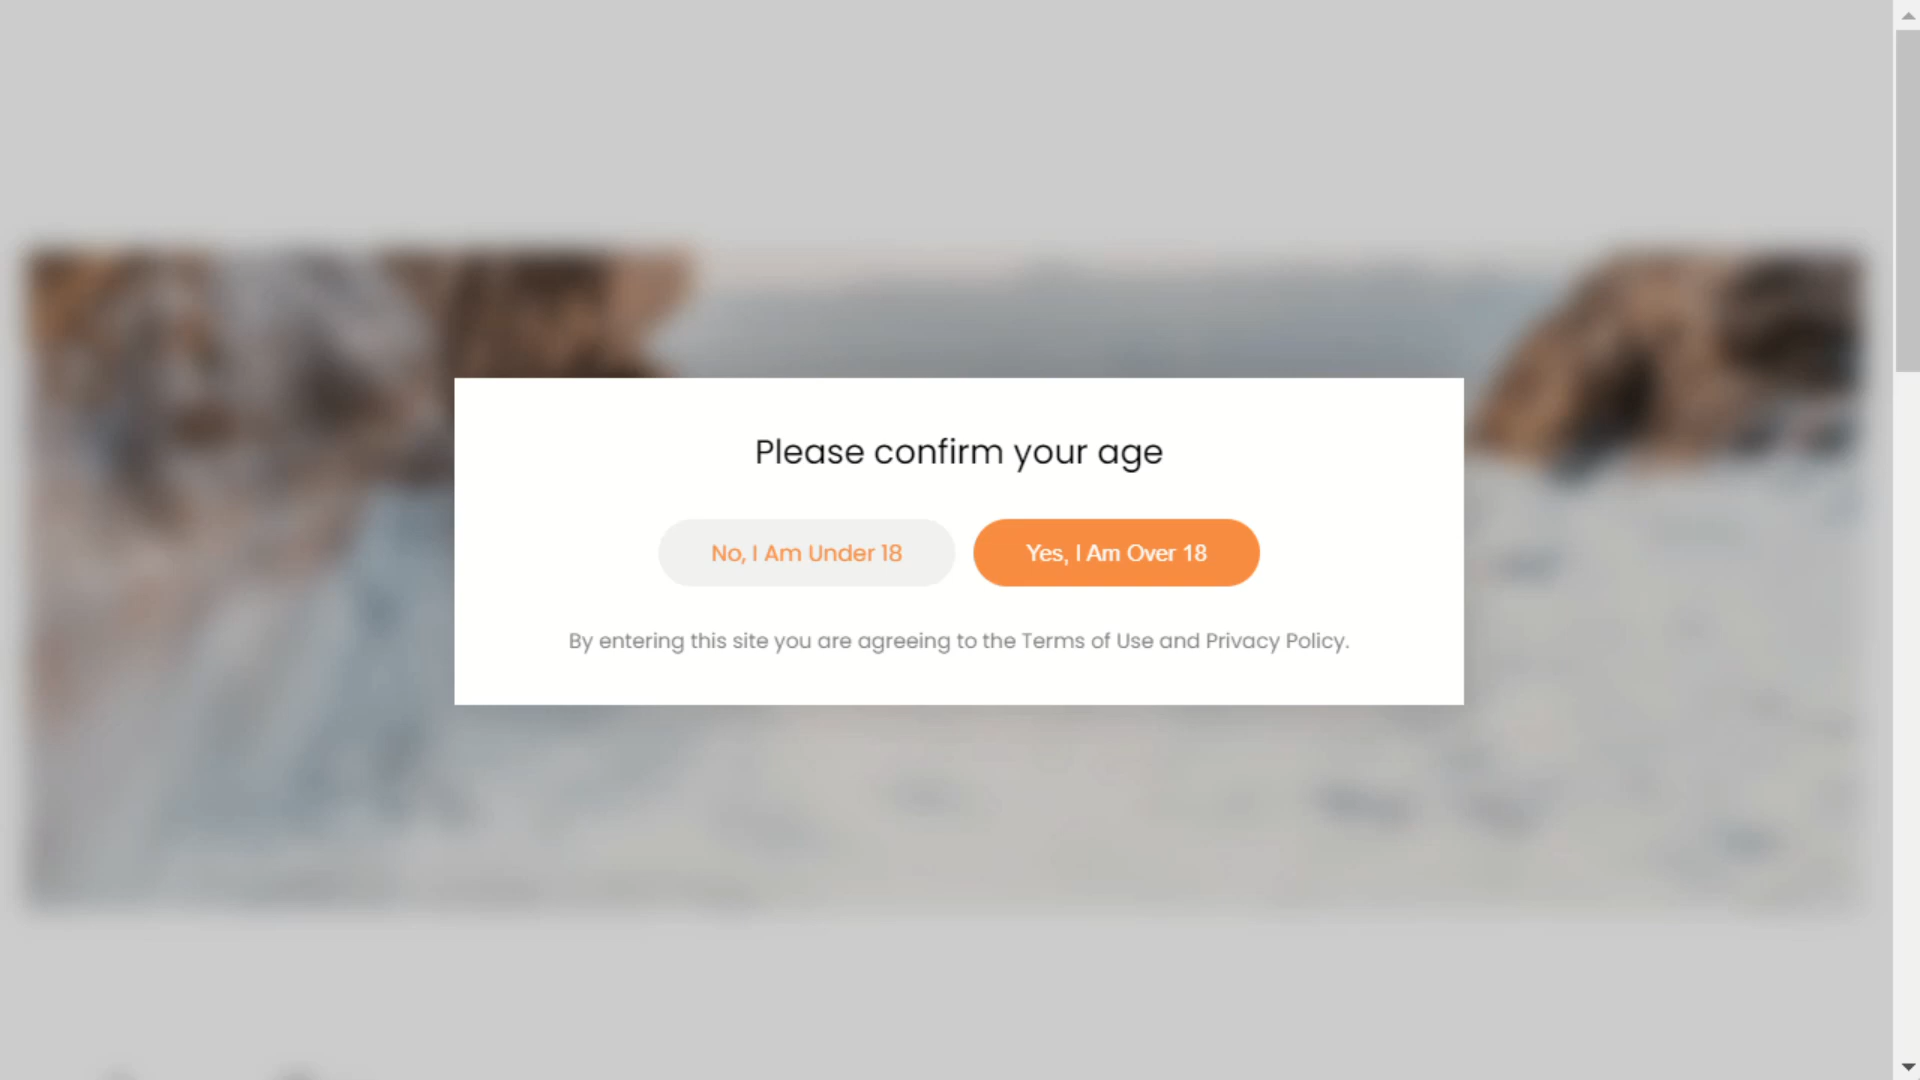 Please confirm your age
No, I Am Under 18
Yes, I Am Over 18
By entering this site you are agreeing to the Terms of Use and Privacy Policy.